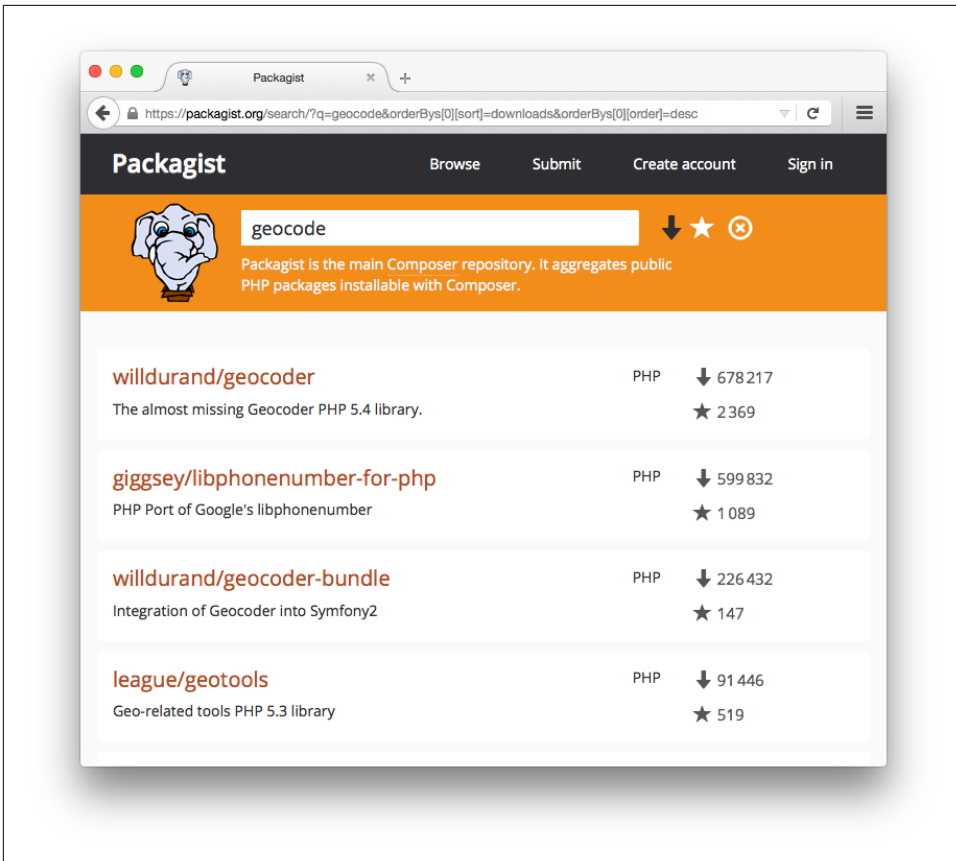 Packagist
https://packagist.org/search/?q=geocode&orderBys[0][sort]=downloads&orderBys[0][order]=desc
Packagist Browse Submit Create account Sign in
geocode
Packagist is the main Composer repository. It aggregates public
PHP packages installable with Composer.
willdurand/geocoder PHP 678 217
The almost missing Geocoder PHP 5.4 library. 2 369
giggsey/libphonenumber-for-php PHP 599 832
PHP Port of Google's libphonenumber 1 089
willdurand/geocoder-bundle PHP 226 432
Integration of Geocoder into Symfony2 147
league/geotools PHP 91 446
Geo-related tools PHP 5.3 library 519